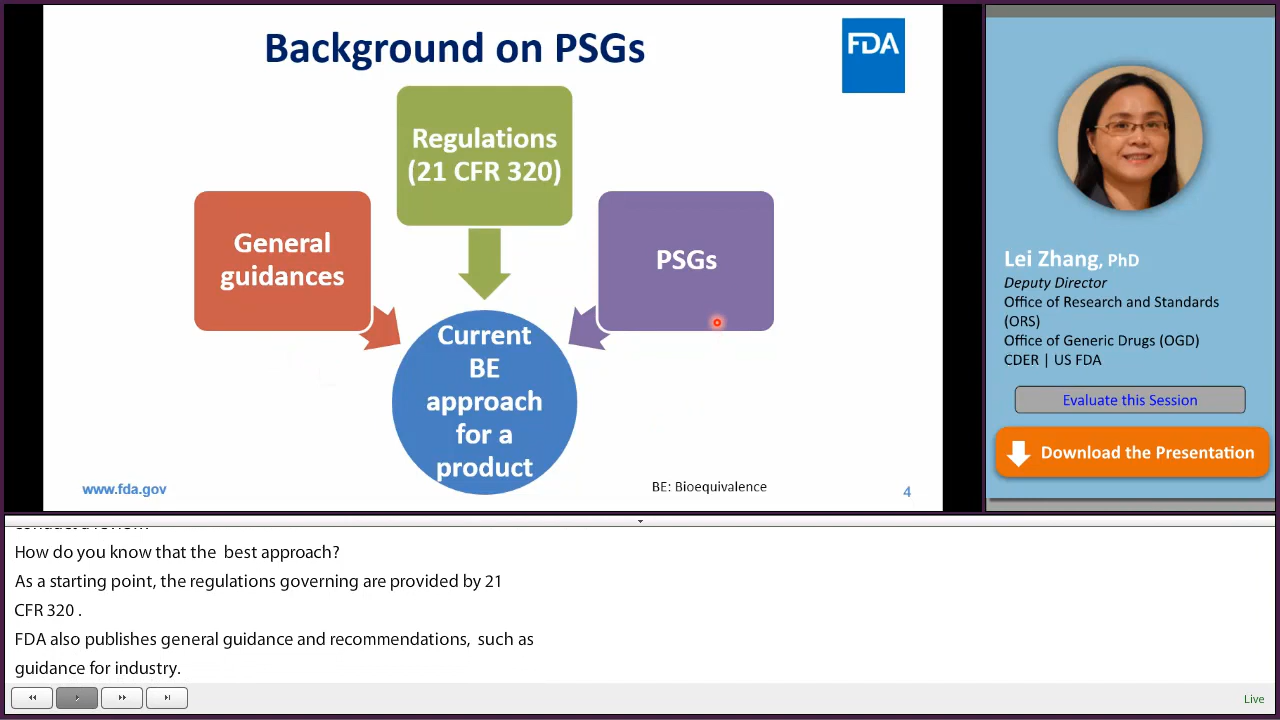 Background on PSGs
FDA
Regulations
(21 CFR 320)
General
guidances
PSGs
Current
BE
approach
for a
product
www.fda.gov
BE: Bioequivalence
4
Lei Zhang, PhD
Deputy Director
Office of Research and Standards
(ORS)
Office of Generic Drugs (OGD)
CDER | US FDA
Evaluate this Session
Download the Presentation
How do you know that the best approach?
As a starting point, the regulations governing are provided by 21
CFR 320 .
FDA also publishes general guidance and recommendations, such as
guidance for industry.
Live